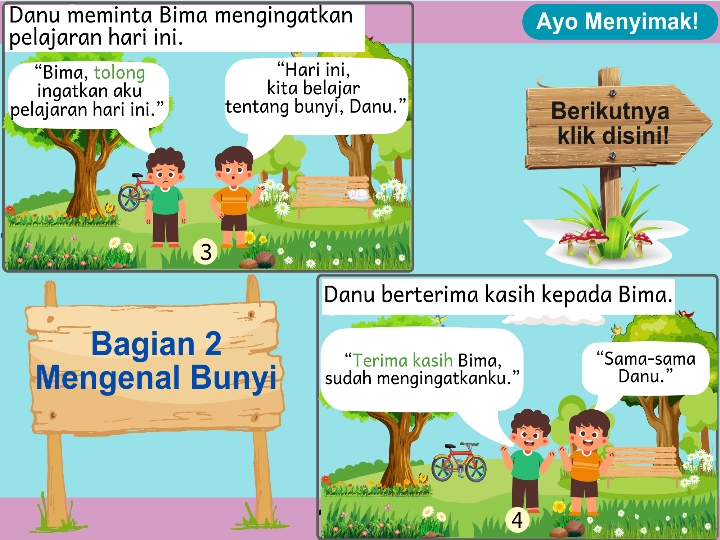 Danu meminta Bima mengingatkan
pelajaran hari ini.
“Bima, tolong
ingatkan aku
pelajaran hari ini.”
“Hari ini,
kita belajar
tentang bunyi, Danu.”
3
Ayo Menyimak!
Berikutnya
klik disini!
Bagian 2
Mengenal Bunyi
Danu berterima kasih kepada Bima.
“Terima kasih Bima,
sudah mengingatkanku.”
“Sama-sama
Danu.”
4